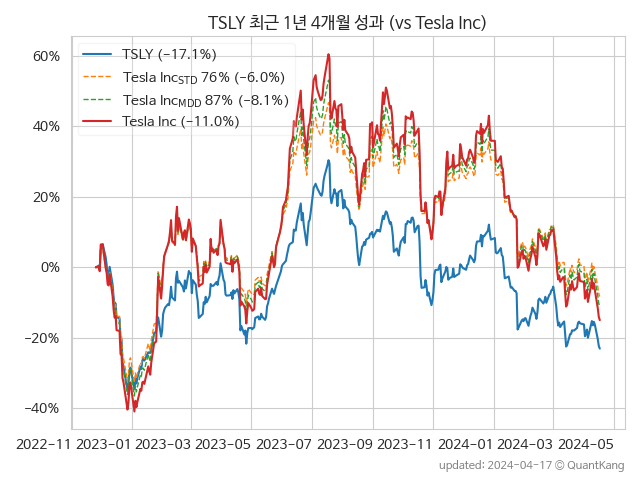 TSLY 최근 1년 4개월 성과 (vs Tesla Inc)
TSLY (−17.1%)
Tesla IncSTD 76% (−6.0%)
Tesla IncMDD 87% (−8.1%)
Tesla Inc (−11.0%)
60%
40%
20%
0%
−20%
−40%
2022−11 2023−01 2023−03 2023−05 2023−07 2023−09 2023−11 2024−01 2024−03 2024−05
updated: 2024−04−17 © QuantKang